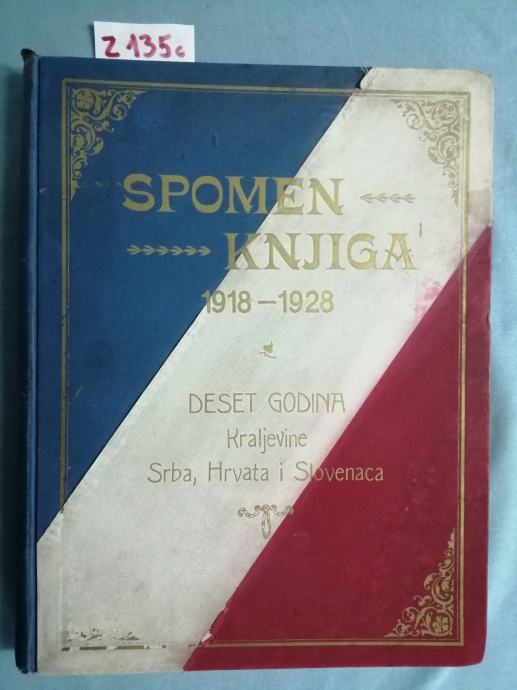 Z 135c
SPOMEN
KNJIGA
1918 – 1928
DESET GODINA
Kraljevine
Srba, Hrvata i Slovenaca